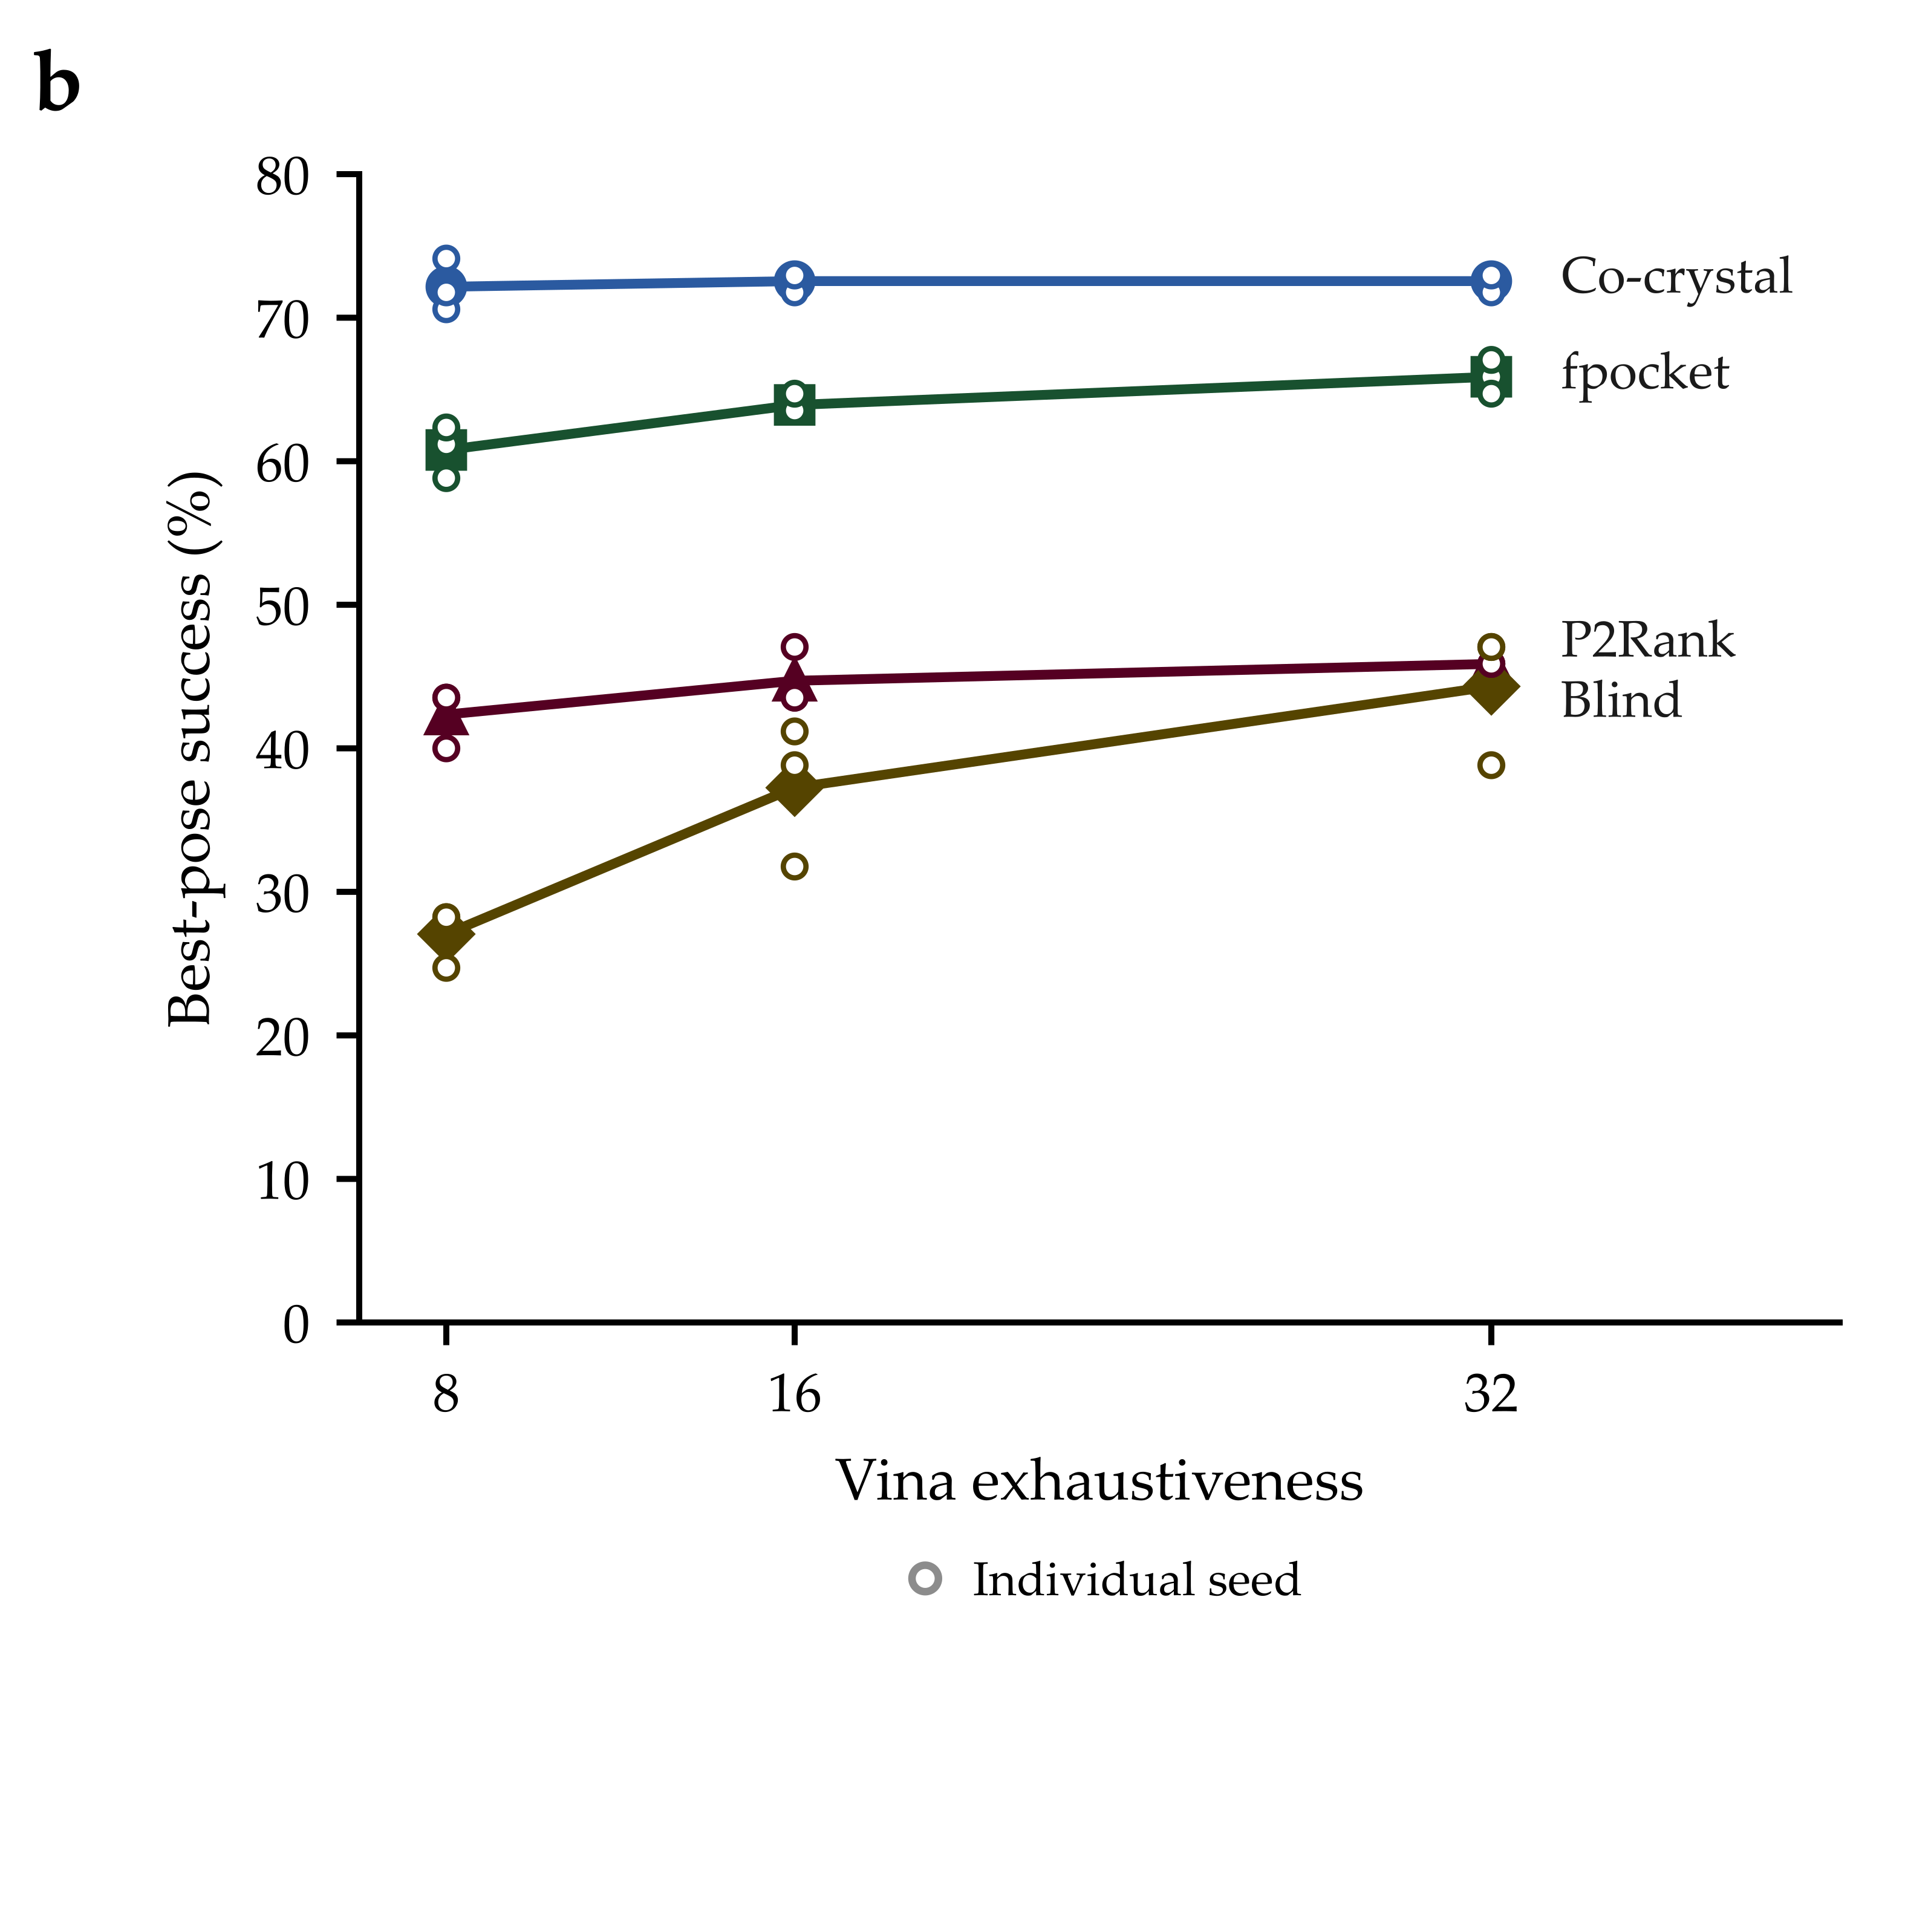 b
80
70
60
50
40
30
20
10
0
Best-pose success (%)
Co-crystal
fpocket
P2Rank
Blind
8 16 32
Vina exhaustiveness
Individual seed